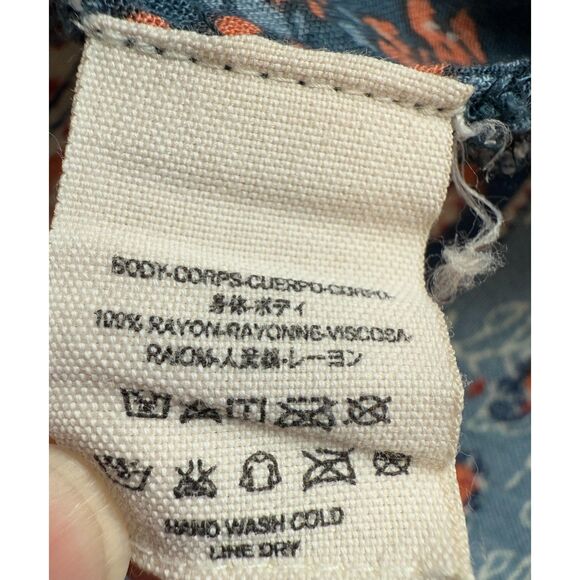 BODY-CORPS-CUERPO-CORPO-
身体-ボディ
100% RAYON-RAYONNE-VISCOSA-
RAION-人造絲-レーヨン
HAND WASH COLD
LINE DRY